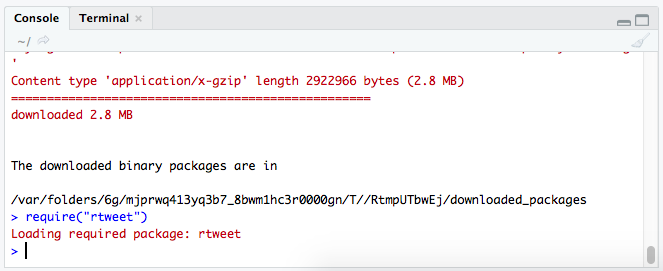 Console Terminal
~/
'
Content type 'application/x-gzip' length 2922966 bytes (2.8 MB)
==================================================
downloaded 2.8 MB
The downloaded binary packages are in
/var/folders/6g/mjprwq413yq3b7_8bwm1hc3r0000gn/T//RtmpUTbwEj/downloaded_packages
> require("rtweet")
Loading required package: rtweet
>